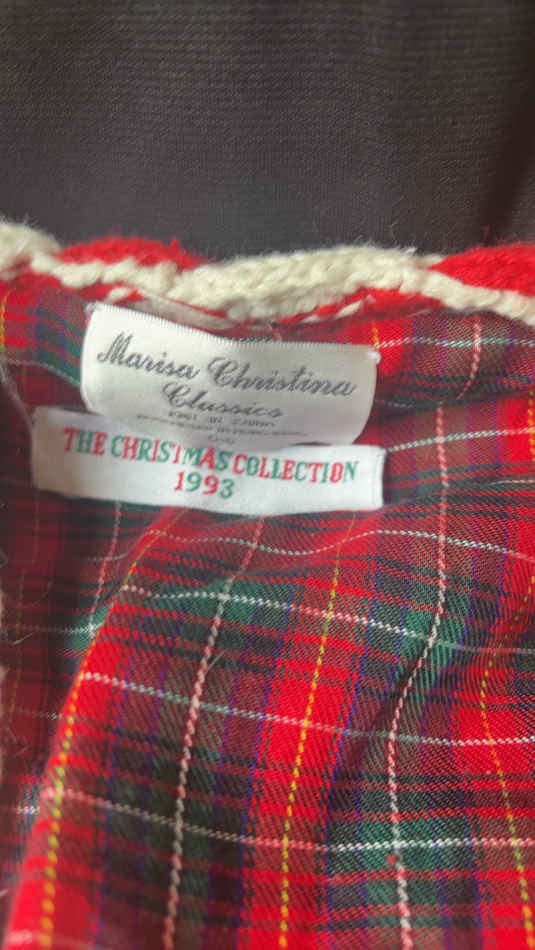 Marisa Christina
Classics
THE CHRISTMAS COLLECTION
1993